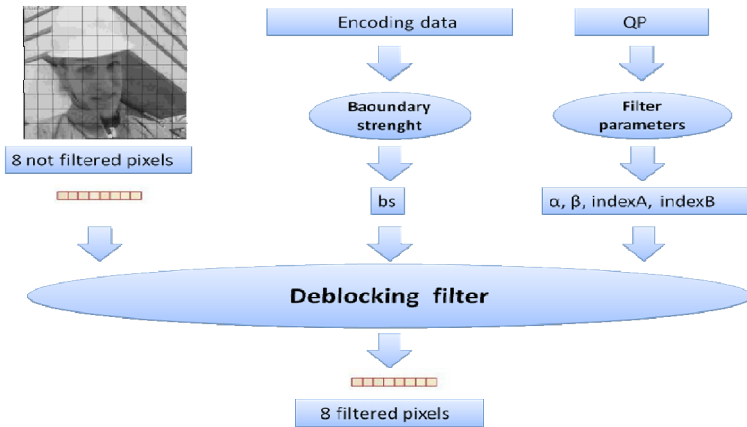 Encoding data
QP
Baoundary
strenght
Filter
parameters
8 not filtered pixels
bs
α, β, indexA, indexB
Deblocking filter
8 filtered pixels